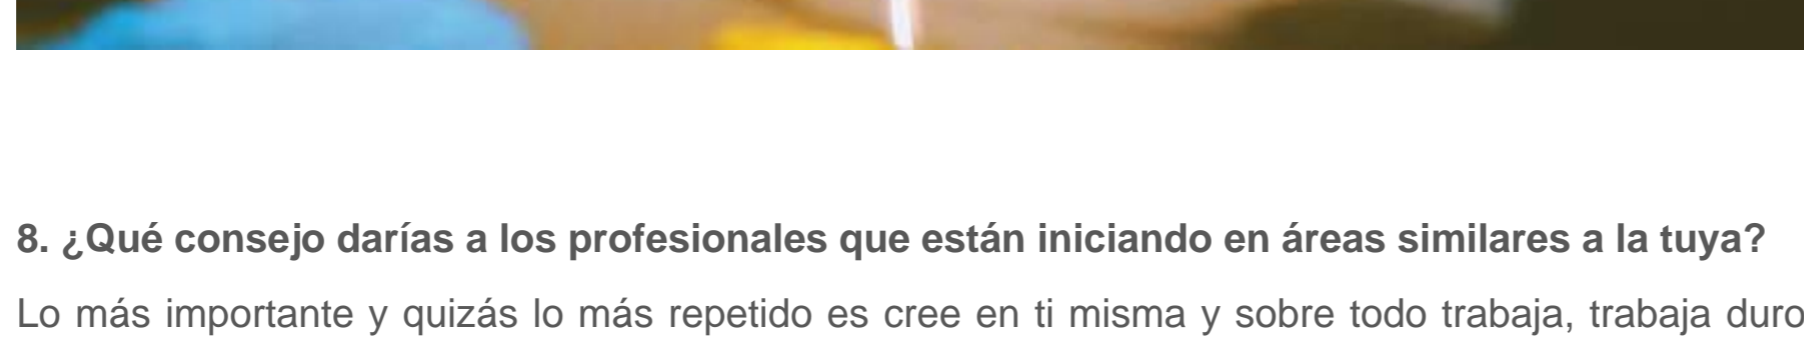 8. ¿Qué consejo darías a los profesionales que están iniciando en áreas similares a la tuya?
Lo más importante y quizás lo más repetido es cree en ti misma y sobre todo trabaja, trabaja duro